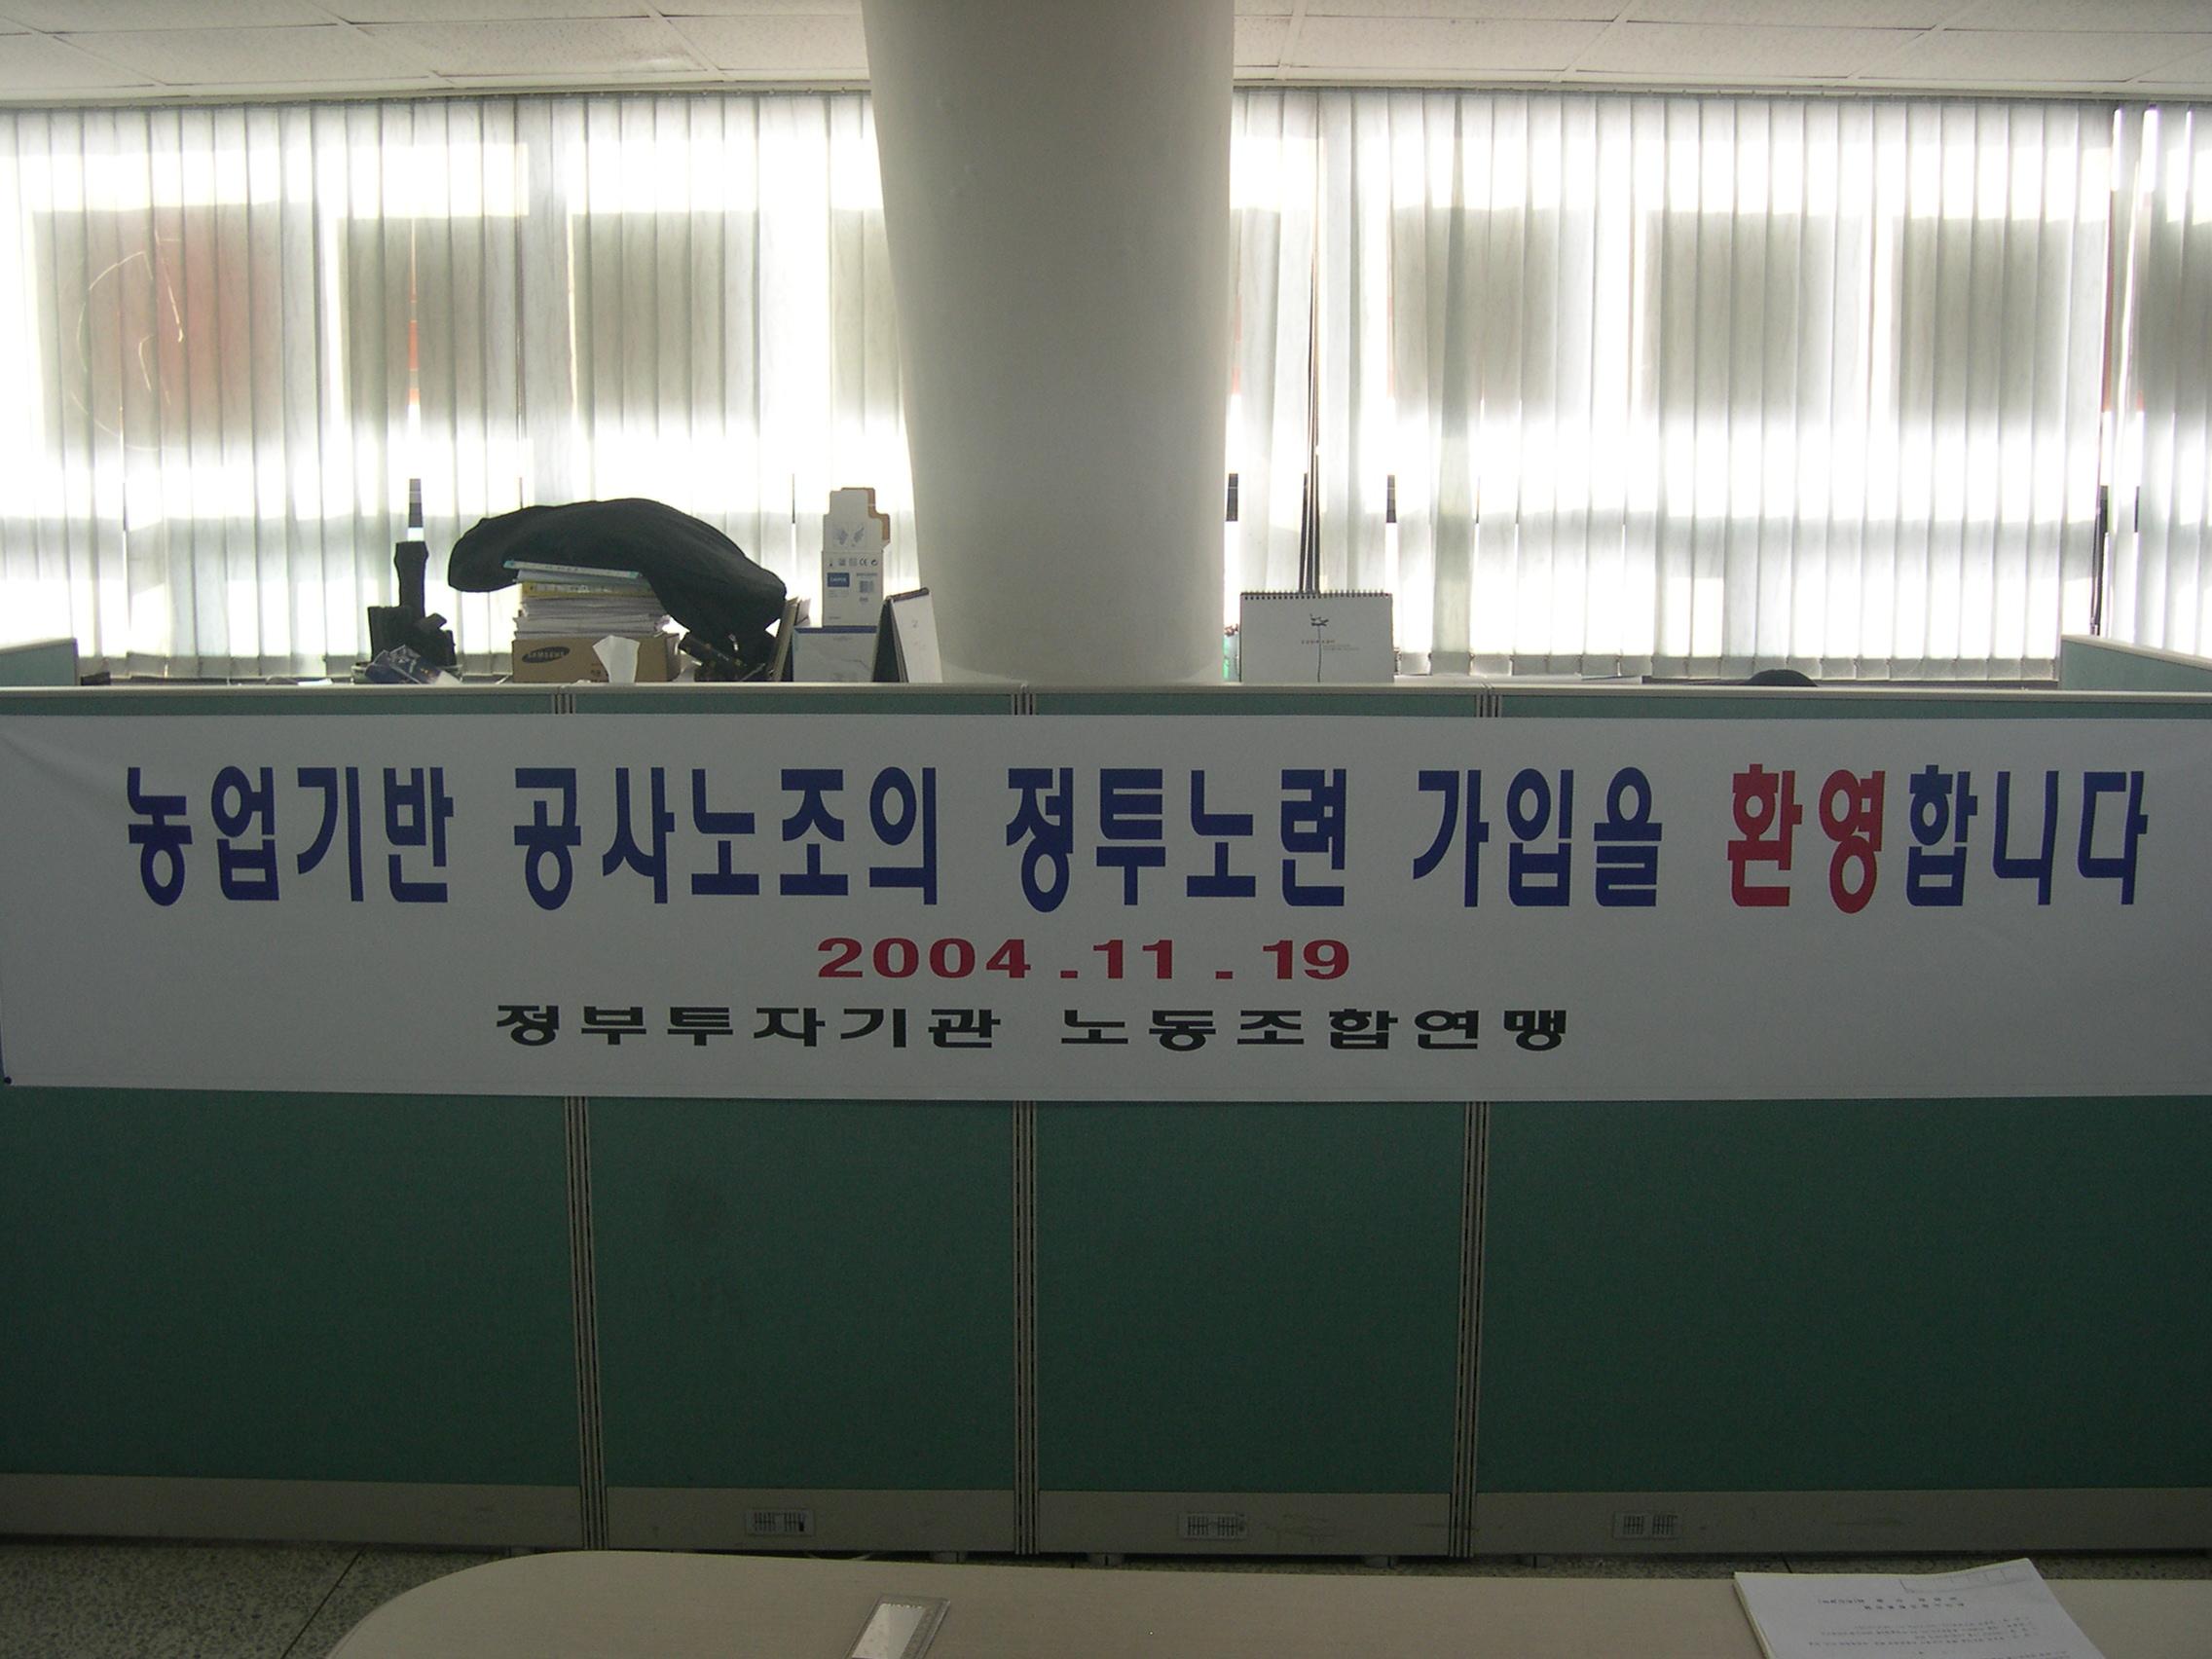 SAMSUNG
농업기반 공사노조의 정투노련 가입을 환영합니다
2004.11.19
정부투자기관 노동조합연맹